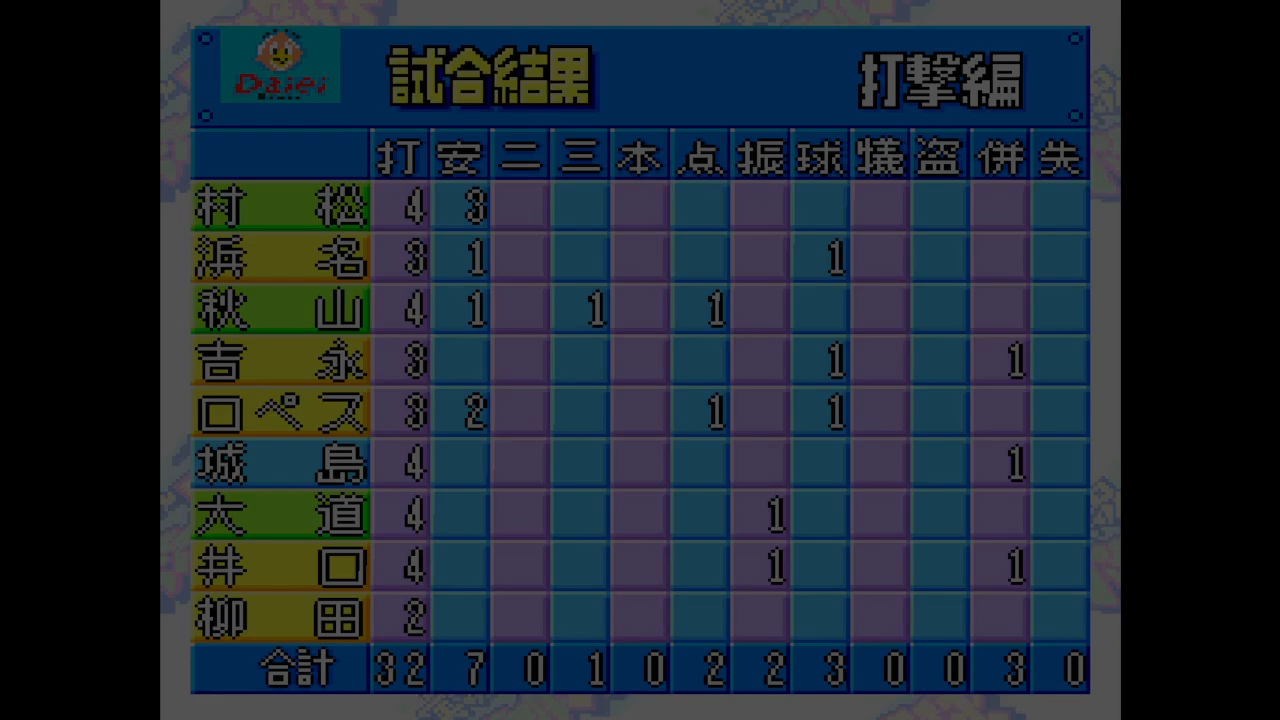 Daiei
試合結果 打撃編
打 安 二 三 本 点 振 球 犠 盗 併 失
村松 4 3
浜名 3 1 1
秋山 4 1 1 1
吉永 3 1 1
ロペス 3 2 1 1
城島 4 1
大道 4 1
井口 4 1 1
柳田 2
合計 32 7 0 1 0 2 2 3 0 0 3 0